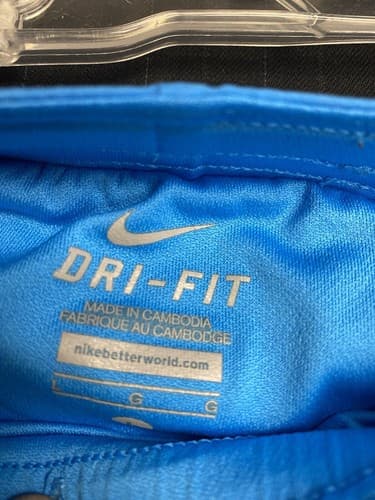 DRI-FIT
MADE IN CAMBODIA
FABRIQUE AU CAMBODGE
nikebetterworld.com
L G G